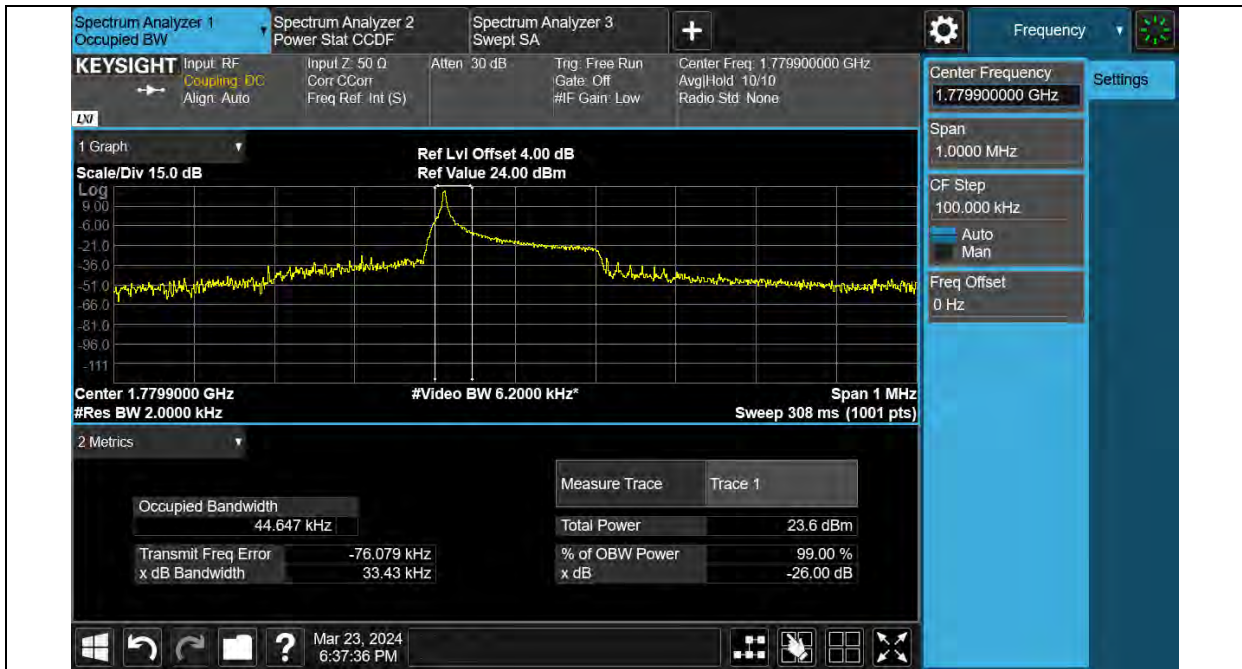 Spectrum Analyzer 1
Occupied BW
Spectrum Analyzer 2
Power Stat CCDF
Spectrum Analyzer 3
Swept SA
Frequency
KEYSIGHT
LXI
Input: RF
Coupling: DC
Align: Auto
Input Z: 50 Ω
Corr CCorr
Freq Ref: Int (S)
Atten: 30 dB
Trig: Free Run
Gate: Off
#IF Gain: Low
Center Freq: 1.779900000 GHz
Avg|Hold: 10/10
Radio Std: None
Center Frequency
1.779900000 GHz
Settings
Span
1.0000 MHz
CF Step
100.000 kHz
Auto
Man
Freq Offset
0 Hz
1 Graph
Scale/Div 15.0 dB
Ref Lvl Offset 4.00 dB
Ref Value 24.00 dBm
Log
9.00
-6.00
-21.0
-36.0
-51.0
-66.0
-81.0
-96.0
-111
Center 1.7799000 GHz
#Res BW 2.0000 kHz
#Video BW 6.2000 kHz*
Span 1 MHz
Sweep 308 ms (1001 pts)
2 Metrics
Measure Trace Trace 1
Occupied Bandwidth
44.647 kHz
Total Power 23.6 dBm
Transmit Freq Error -76.079 kHz
% of OBW Power 99.00 %
x dB Bandwidth 33.43 kHz
x dB -26.00 dB
?
Mar 23, 2024
6:37:36 PM